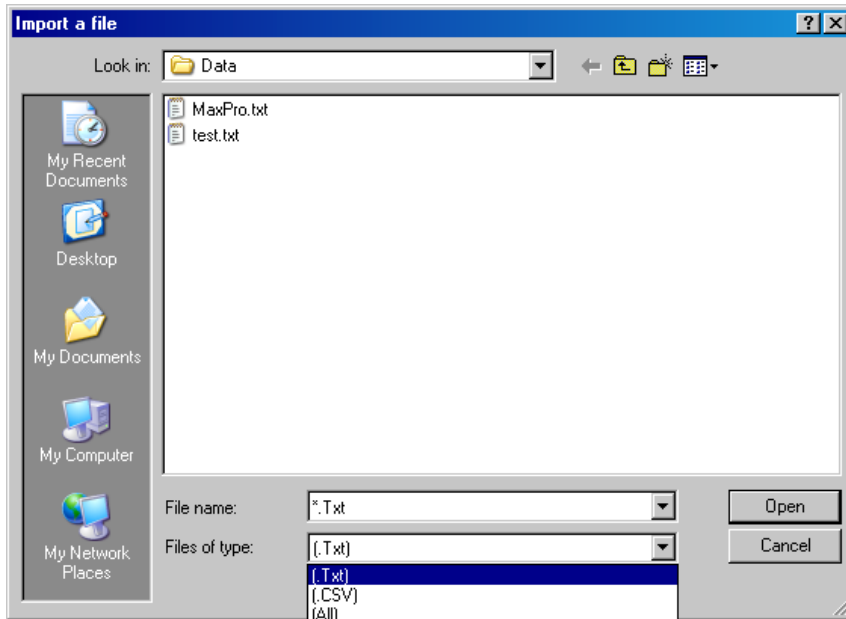 Import a file
Look in: Data
MaxPro.txt
test.txt
My Recent
Documents
Desktop
My Documents
My Computer
My Network
Places
File name: *.Txt Open
Files of type: (.Txt) Cancel
(.Txt)
(.CSV)
(All)